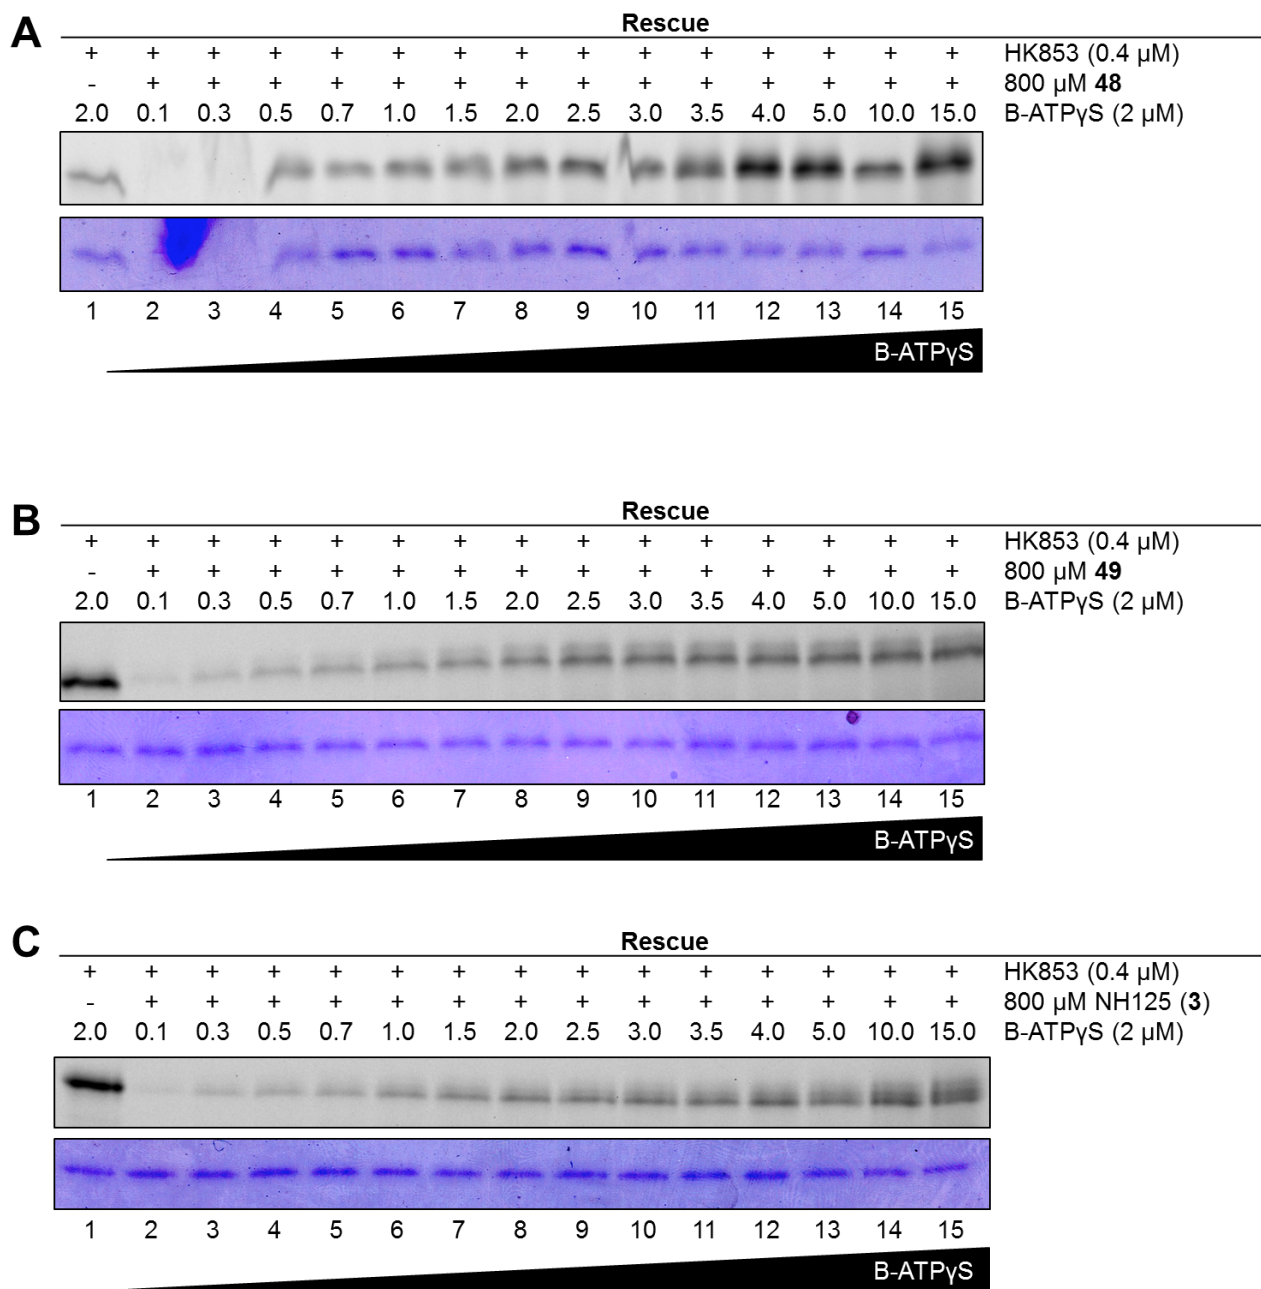 A
Rescue
+ + + + + + + + + + + + + + + HK853 (0.4 µM)
- + + + + + + + + + + + + + + 800 µM 48
2.0 0.1 0.3 0.5 0.7 1.0 1.5 2.0 2.5 3.0 3.5 4.0 5.0 10.0 15.0 B-ATPγS (2 µM)
1 2 3 4 5 6 7 8 9 10 11 12 13 14 15
B-ATPγS
B
Rescue
+ + + + + + + + + + + + + + + HK853 (0.4 µM)
- + + + + + + + + + + + + + + 800 µM 49
2.0 0.1 0.3 0.5 0.7 1.0 1.5 2.0 2.5 3.0 3.5 4.0 5.0 10.0 15.0 B-ATPγS (2 µM)
1 2 3 4 5 6 7 8 9 10 11 12 13 14 15
B-ATPγS
C
Rescue
+ + + + + + + + + + + + + + + HK853 (0.4 µM)
- + + + + + + + + + + + + + + 800 µM NH125 (3)
2.0 0.1 0.3 0.5 0.7 1.0 1.5 2.0 2.5 3.0 3.5 4.0 5.0 10.0 15.0 B-ATPγS (2 µM)
1 2 3 4 5 6 7 8 9 10 11 12 13 14 15
B-ATPγS